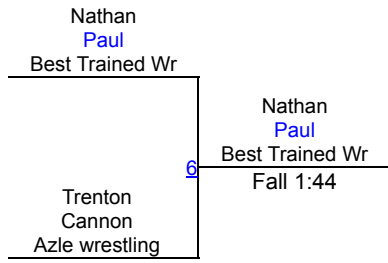 Nathan
Paul
Best Trained Wr
Nathan
Paul
Best Trained Wr
6
Fall 1:44
Trenton
Cannon
Azle wrestling